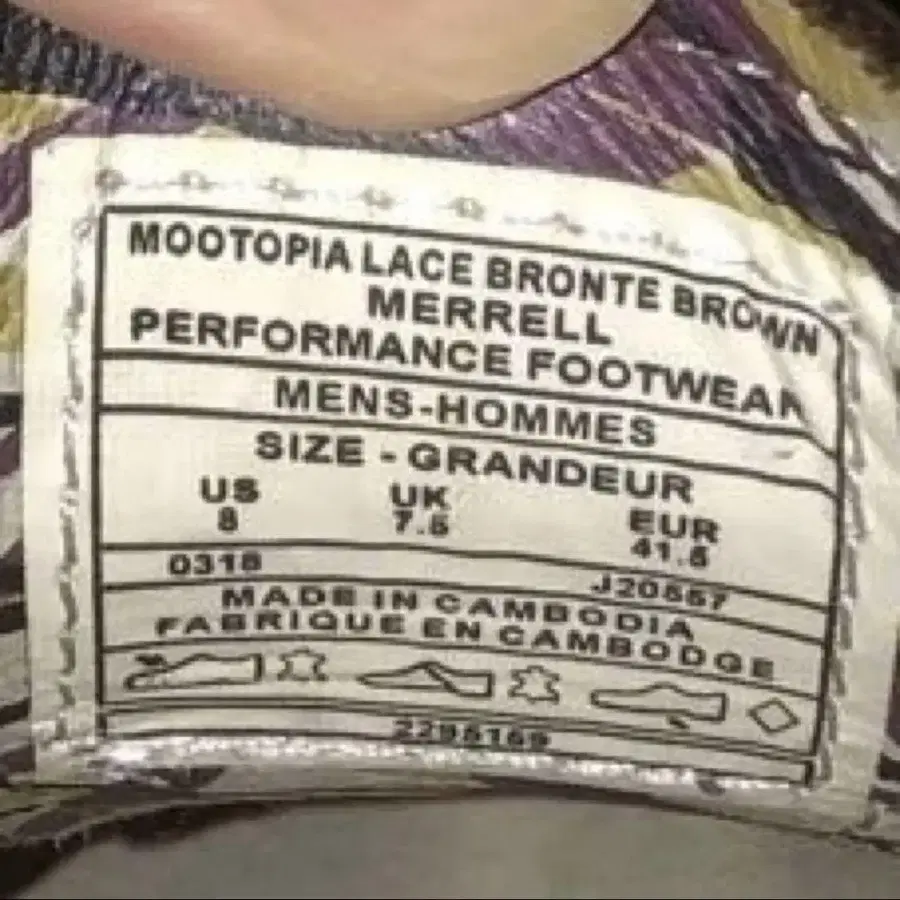 MOOTOPIA LACE BRONTE BROWN
MERRELL
PERFORMANCE FOOTWEAR
MENS-HOMMES
SIZE - GRANDEUR
US UK EUR
8 7.5 41.5
0318 J20557
MADE IN CAMBODIA
FABRIQUE EN CAMBODGE
2295169